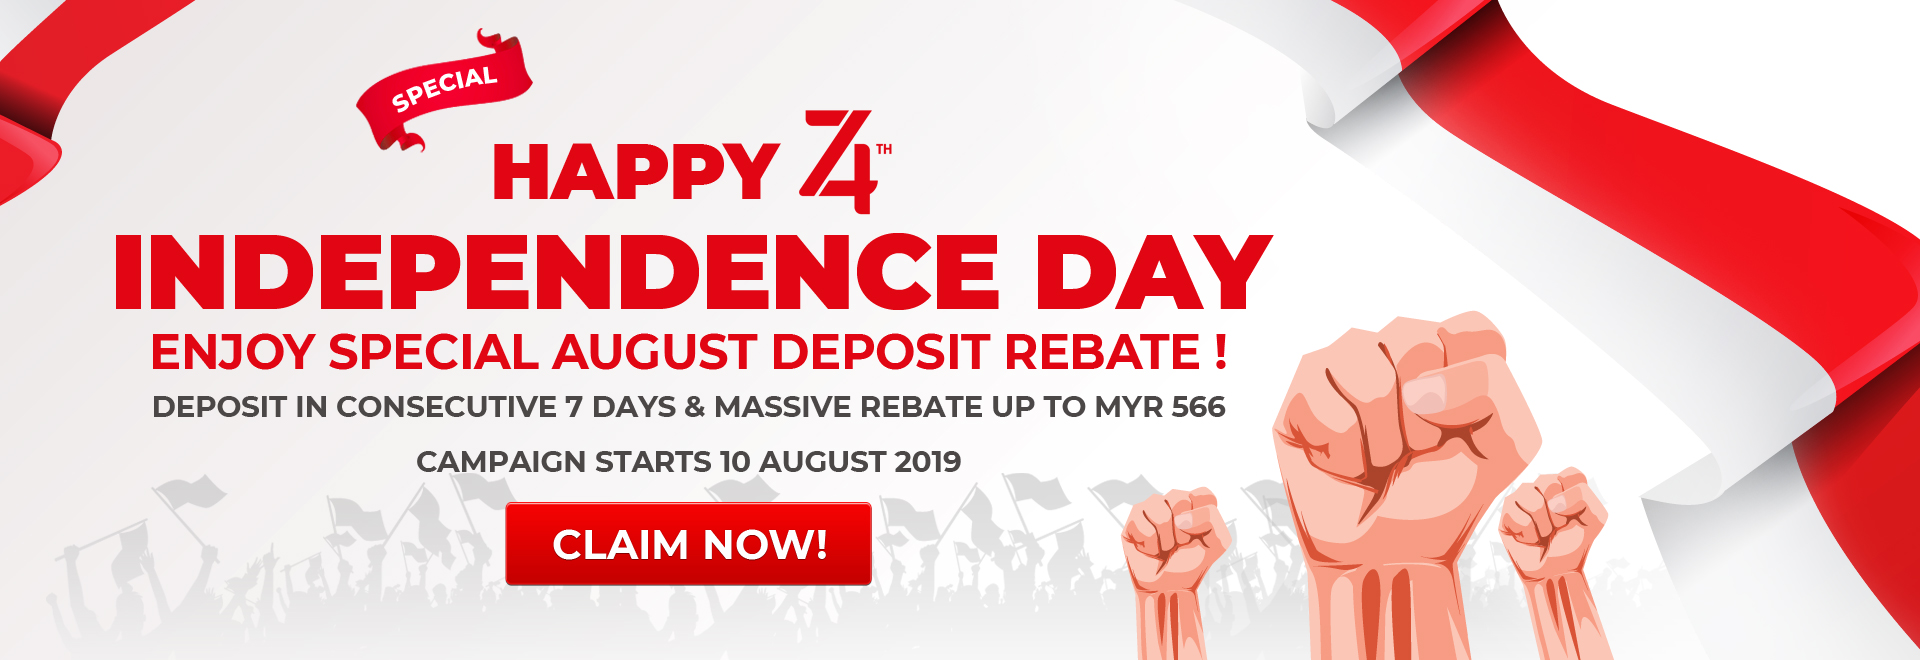 SPECIAL
HAPPY 74TH
INDEPENDENCE DAY
ENJOY SPECIAL AUGUST DEPOSIT REBATE !
DEPOSIT IN CONSECUTIVE 7 DAYS & MASSIVE REBATE UP TO MYR 566
CAMPAIGN STARTS 10 AUGUST 2019
CLAIM NOW!